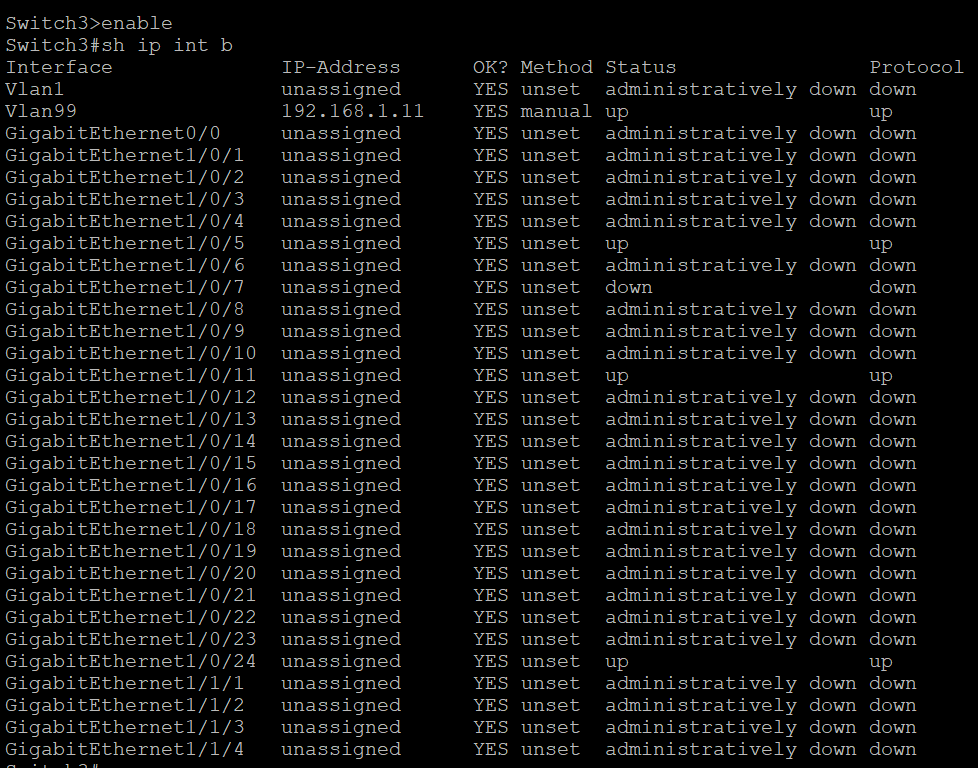 Switch3>enable
Switch3#sh ip int b
Interface              IP-Address      OK? Method Status                Protocol
Vlan1                  unassigned      YES unset  administratively down down
Vlan99                 192.168.1.11    YES manual up                    up
GigabitEthernet0/0     unassigned      YES unset  administratively down down
GigabitEthernet1/0/1   unassigned      YES unset  administratively down down
GigabitEthernet1/0/2   unassigned      YES unset  administratively down down
GigabitEthernet1/0/3   unassigned      YES unset  administratively down down
GigabitEthernet1/0/4   unassigned      YES unset  administratively down down
GigabitEthernet1/0/5   unassigned      YES unset  up                    up
GigabitEthernet1/0/6   unassigned      YES unset  administratively down down
GigabitEthernet1/0/7   unassigned      YES unset  down                  down
GigabitEthernet1/0/8   unassigned      YES unset  administratively down down
GigabitEthernet1/0/9   unassigned      YES unset  administratively down down
GigabitEthernet1/0/10  unassigned      YES unset  administratively down down
GigabitEthernet1/0/11  unassigned      YES unset  up                    up
GigabitEthernet1/0/12  unassigned      YES unset  administratively down down
GigabitEthernet1/0/13  unassigned      YES unset  administratively down down
GigabitEthernet1/0/14  unassigned      YES unset  administratively down down
GigabitEthernet1/0/15  unassigned      YES unset  administratively down down
GigabitEthernet1/0/16  unassigned      YES unset  administratively down down
GigabitEthernet1/0/17  unassigned      YES unset  administratively down down
GigabitEthernet1/0/18  unassigned      YES unset  administratively down down
GigabitEthernet1/0/19  unassigned      YES unset  administratively down down
GigabitEthernet1/0/20  unassigned      YES unset  administratively down down
GigabitEthernet1/0/21  unassigned      YES unset  administratively down down
GigabitEthernet1/0/22  unassigned      YES unset  administratively down down
GigabitEthernet1/0/23  unassigned      YES unset  administratively down down
GigabitEthernet1/0/24  unassigned      YES unset  up                    up
GigabitEthernet1/1/1   unassigned      YES unset  administratively down down
GigabitEthernet1/1/2   unassigned      YES unset  administratively down down
GigabitEthernet1/1/3   unassigned      YES unset  administratively down down
GigabitEthernet1/1/4   unassigned      YES unset  administratively down down